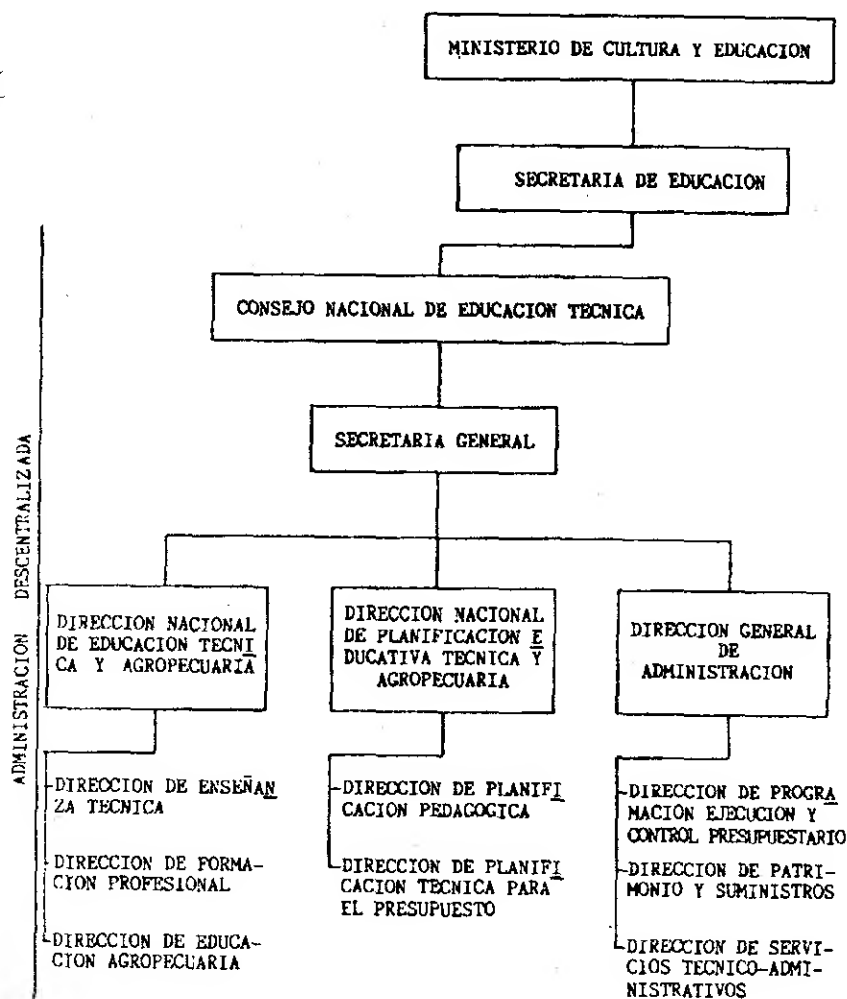 MINISTERIO DE CULTURA Y EDUCACION
SECRETARIA DE EDUCACION
CONSEJO NACIONAL DE EDUCACION TECNICA
SECRETARIA GENERAL
ADMINISTRACION DESCENTRALIZADA
DIRECCION NACIONAL
DE EDUCACION TECNI
CA Y AGROPECUARIA
DIRECCION DE ENSEÑAN
ZA TECNICA
DIRECCION DE FORMA-
CION PROFESIONAL
DIRECCION DE EDUCA-
CION AGROPECUARIA
DIRECCION NACIONAL
DE PLANIFICACION E
DUCATIVA TECNICA Y
AGROPECUARIA
DIRECCION DE PLANIFI
CACION PEDAGOGICA
DIRECCION DE PLANIFI
CACION TECNICA PARA
EL PRESUPUESTO
DIRECCION GENERAL
DE
ADMINISTRACION
DIRECCION DE PROGRA
MACION EJECUCION Y
CONTROL PRESUPUESTARIO
DIRECCION DE PATRI-
MONIO Y SUMINISTROS
DIRECCION DE SERVI-
CIOS TECNICO-ADMI-
NISTRATIVOS